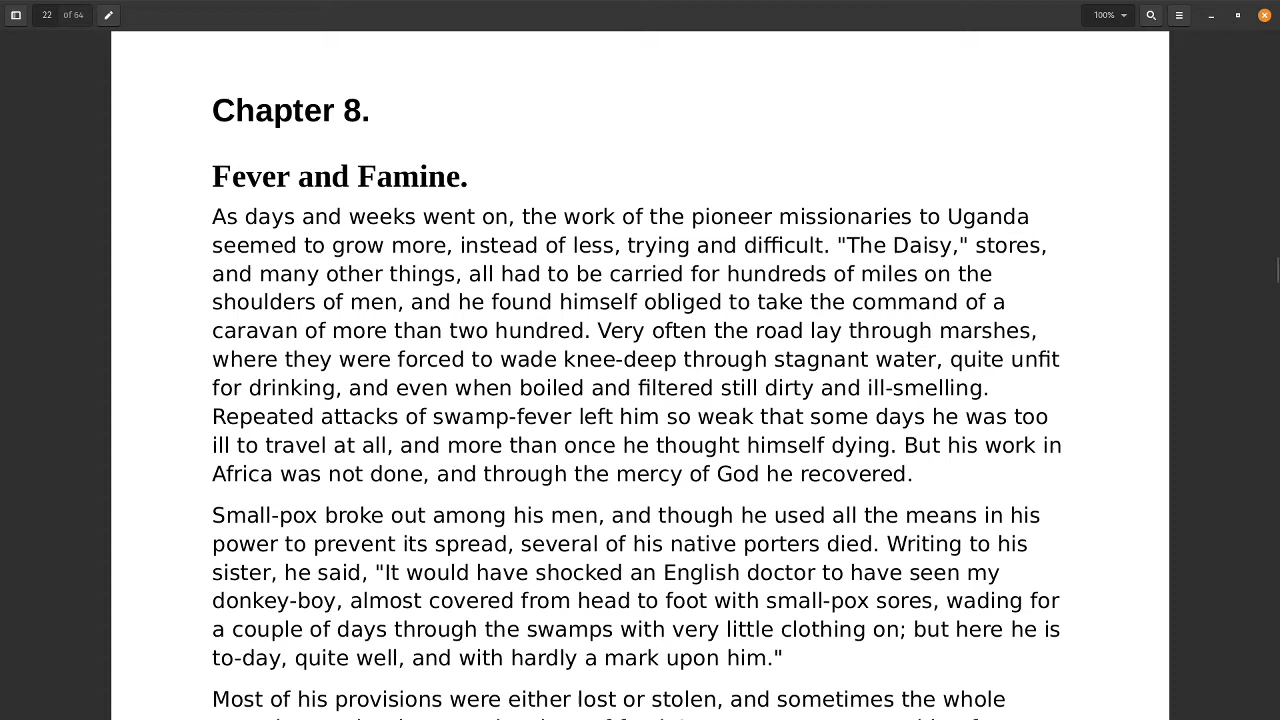 22 of 64
100%
Chapter 8.
Fever and Famine.
As days and weeks went on, the work of the pioneer missionaries to Uganda
seemed to grow more, instead of less, trying and difficult. "The Daisy," stores,
and many other things, all had to be carried for hundreds of miles on the
shoulders of men, and he found himself obliged to take the command of a
caravan of more than two hundred. Very often the road lay through marshes,
where they were forced to wade knee-deep through stagnant water, quite unfit
for drinking, and even when boiled and filtered still dirty and ill-smelling.
Repeated attacks of swamp-fever left him so weak that some days he was too
ill to travel at all, and more than once he thought himself dying. But his work in
Africa was not done, and through the mercy of God he recovered.
Small-pox broke out among his men, and though he used all the means in his
power to prevent its spread, several of his native porters died. Writing to his
sister, he said, "It would have shocked an English doctor to have seen my
donkey-boy, almost covered from head to foot with small-pox sores, wading for
a couple of days through the swamps with very little clothing on; but here he is
to-day, quite well, and with hardly a mark upon him."
Most of his provisions were either lost or stolen, and sometimes the whole